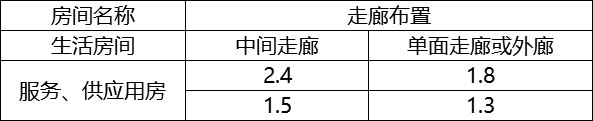 房间名称 走廊布置
生活房间 中间走廊 单面走廊或外廊
服务、供应用房 2.4 1.8
1.5 1.3